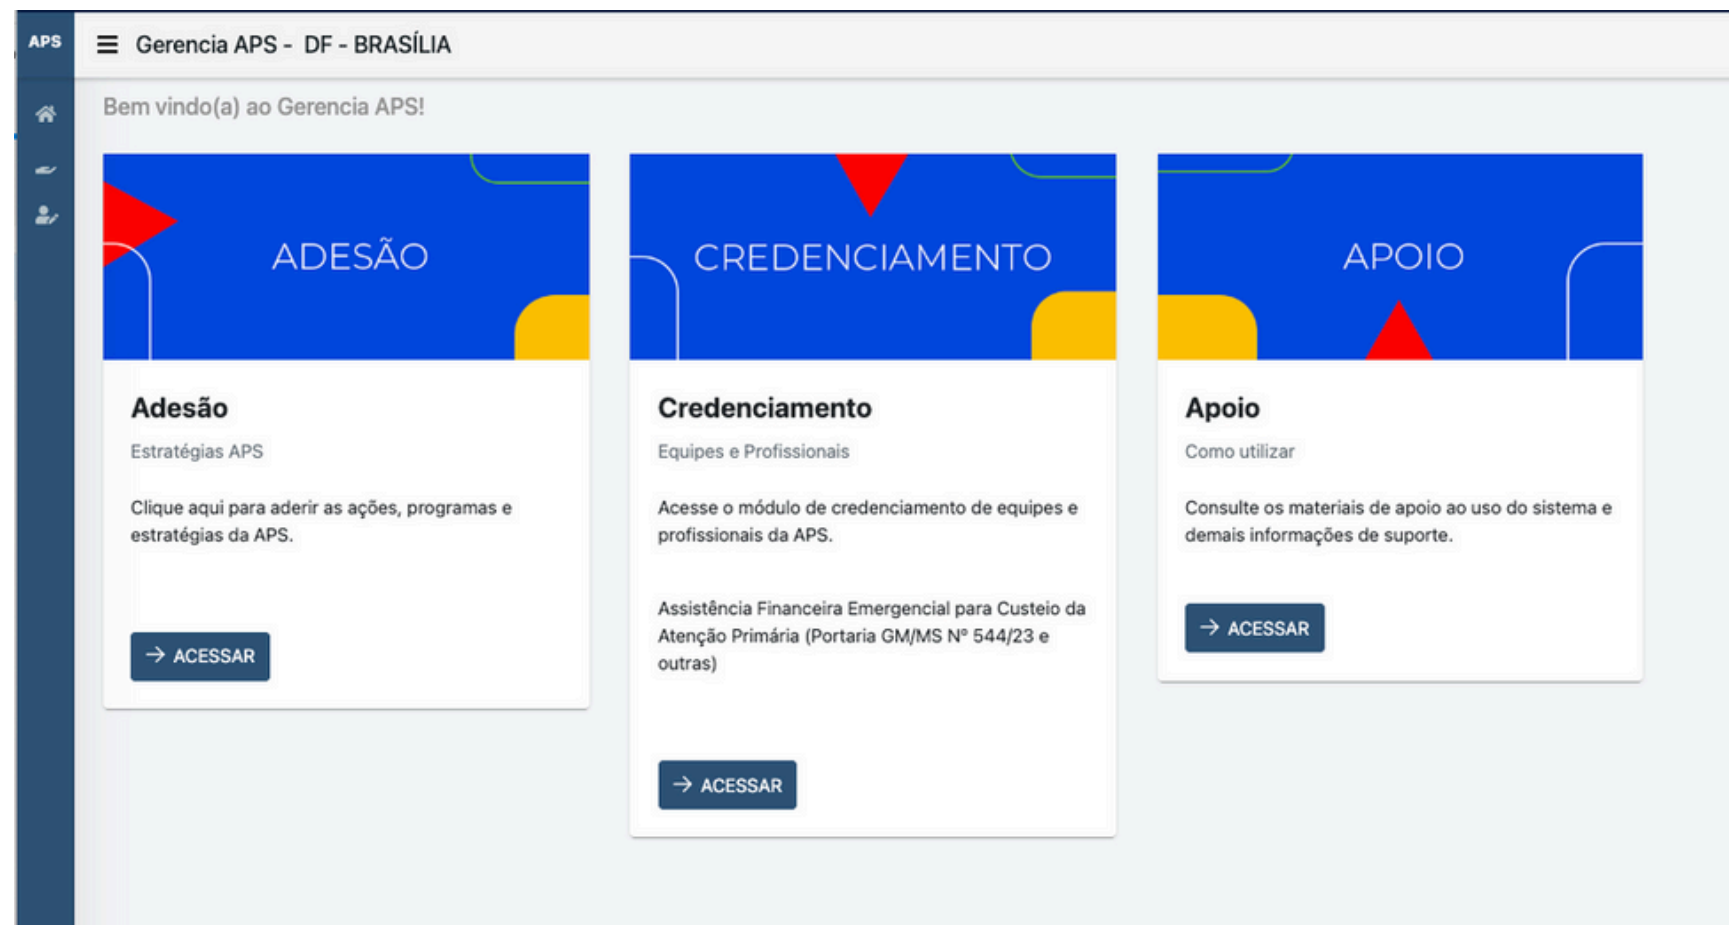 APS
Gerencia APS - DF - BRASÍLIA
Bem vindo(a) ao Gerencia APS!
ADESÃO
Adesão
Estratégias APS
Clique aqui para aderir as ações, programas e
estratégias da APS.
→ ACESSAR
CREDENCIAMENTO
Credenciamento
Equipes e Profissionais
Acesse o módulo de credenciamento de equipes e
profissionais da APS.
Assistência Financeira Emergencial para Custeio da
Atenção Primária (Portaria GM/MS Nº 544/23 e
outras)
→ ACESSAR
APOIO
Apoio
Como utilizar
Consulte os materiais de apoio ao uso do sistema e
demais informações de suporte.
→ ACESSAR